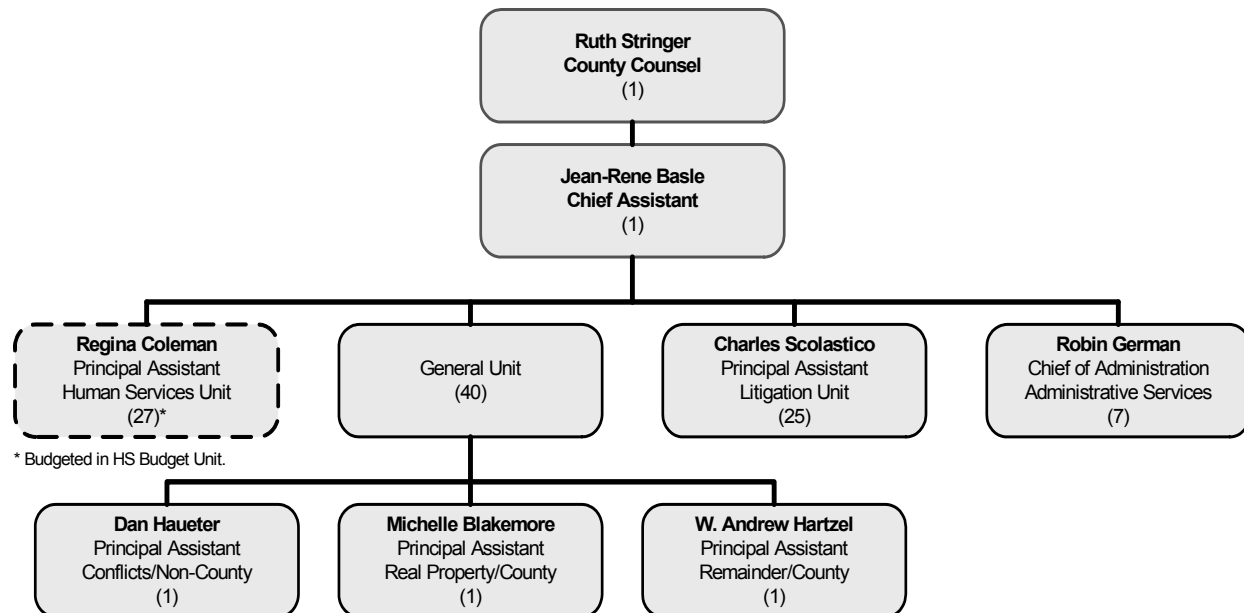 Ruth Stringer
County Counsel
(1)
Jean-Rene Basle
Chief Assistant
(1)
Regina Coleman
Principal Assistant
Human Services Unit
(27)*
* Budgeted in HS Budget Unit.
General Unit
(40)
Charles Scolastico
Principal Assistant
Litigation Unit
(25)
Robin German
Chief of Administration
Administrative Services
(7)
Dan Haueter
Principal Assistant
Conflicts/Non-County
(1)
Michelle Blakemore
Principal Assistant
Real Property/County
(1)
W. Andrew Hartzel
Principal Assistant
Remainder/County
(1)